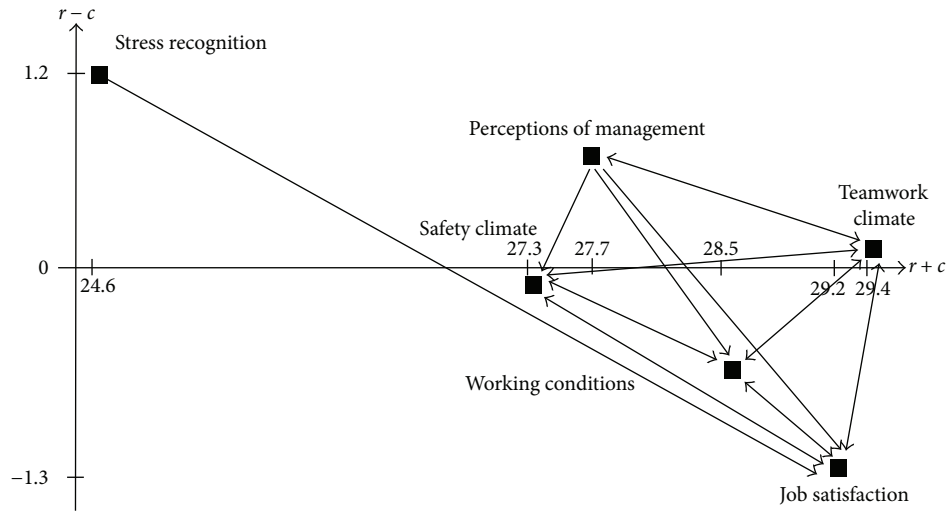 r – c
Stress recognition
1.2
Perceptions of management
Teamwork
climate
Safety climate
27.3
27.7
28.5
0
r + c
24.6
29.2
29.4
Working conditions
−1.3
Job satisfaction